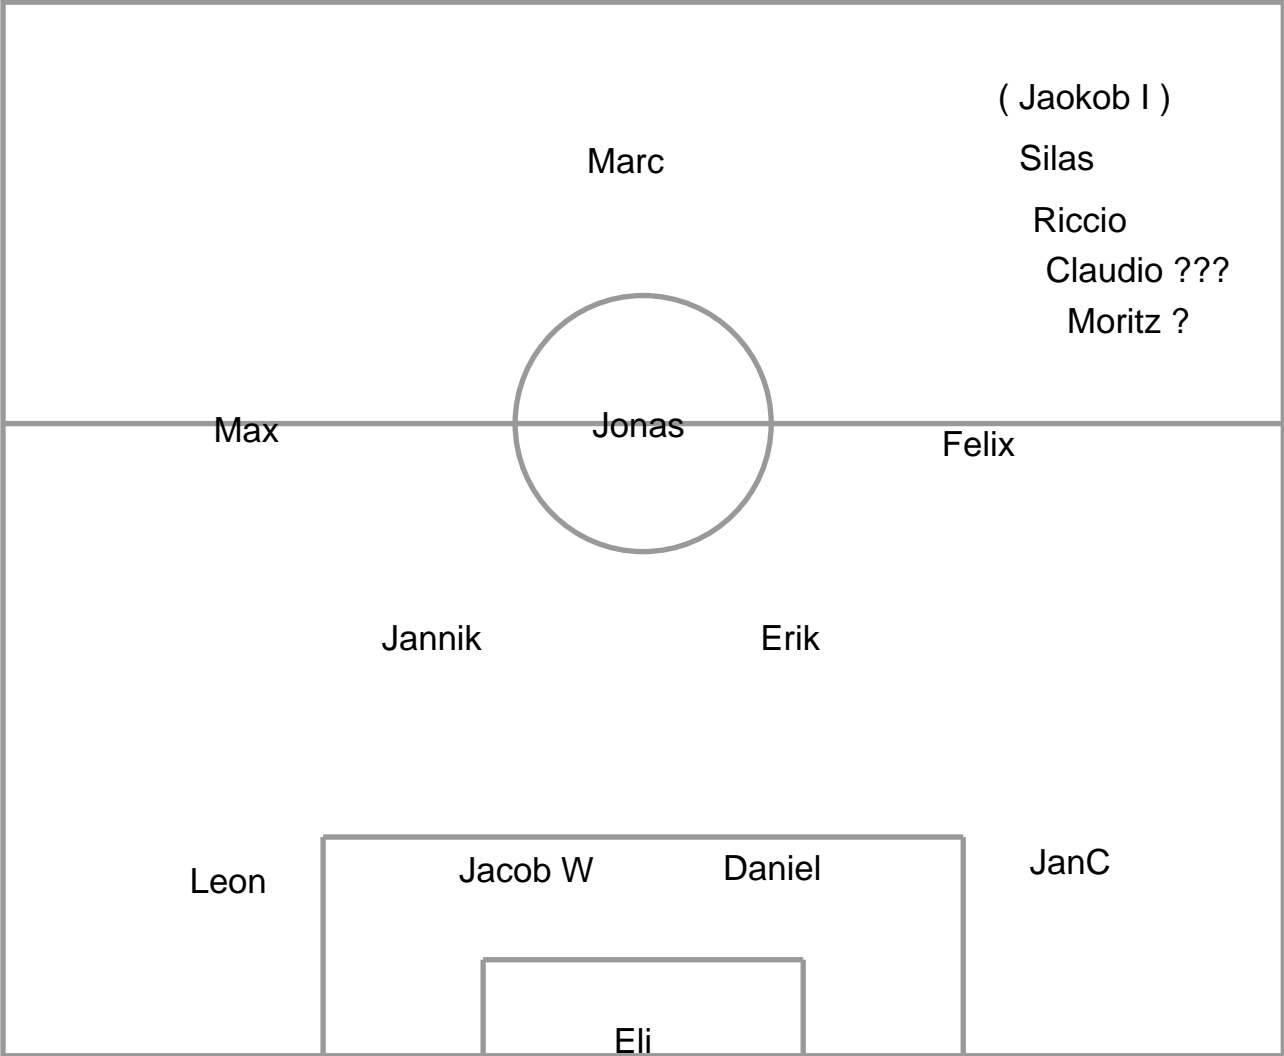 ( Jaokob I )
Marc
Silas
Riccio
Claudio ???
Moritz ?
Max
Jonas
Felix
Jannik
Erik
Leon
Jacob W
Daniel
JanC
Eli